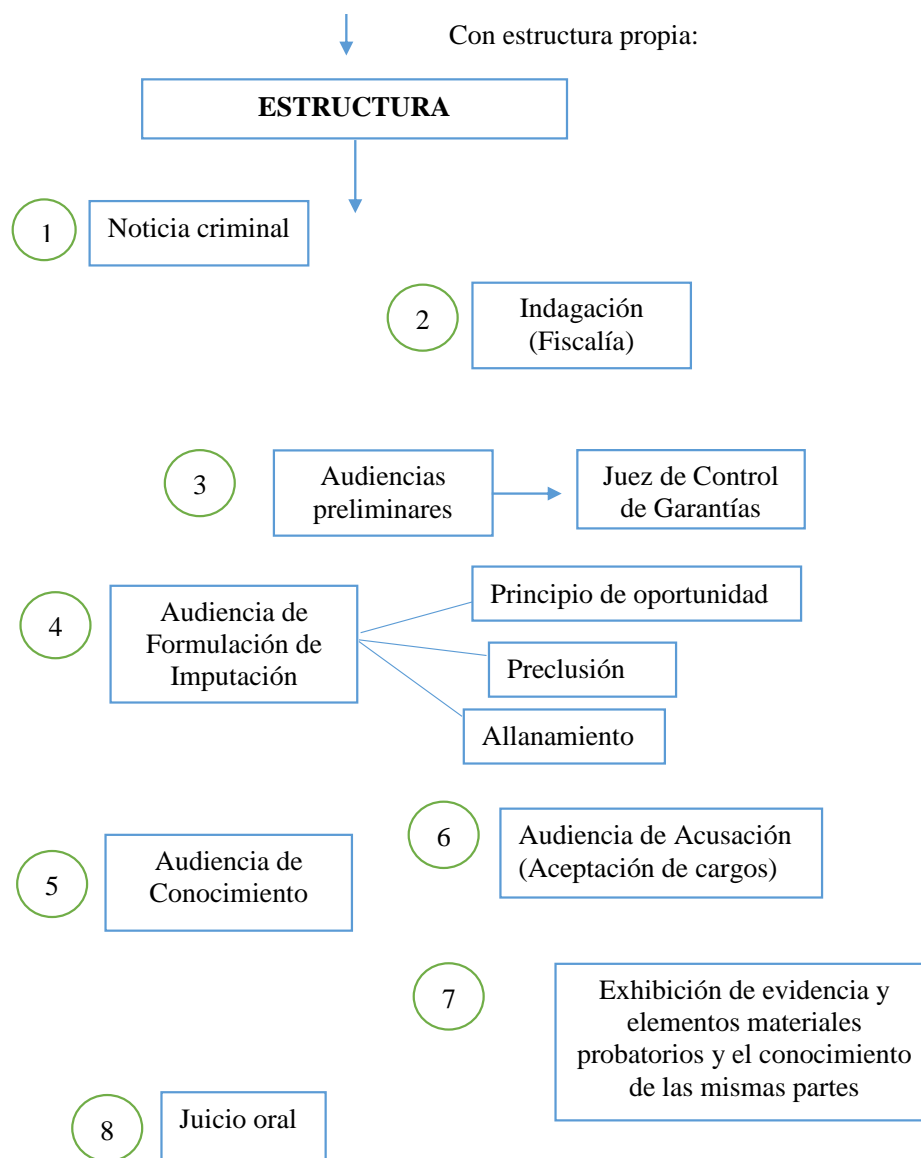 Con estructura propia:
ESTRUCTURA
1
Noticia criminal
2
Indagación
(Fiscalía)
3
Audiencias
preliminares
Juez de Control
de Garantías
4
Audiencia de
Formulación de
Imputación
Principio de oportunidad
Preclusión
Allanamiento
5
Audiencia de
Conocimiento
6
Audiencia de Acusación
(Aceptación de cargos)
7
Exhibición de evidencia y
elementos materiales
probatorios y el conocimiento
de las mismas partes
8
Juicio oral